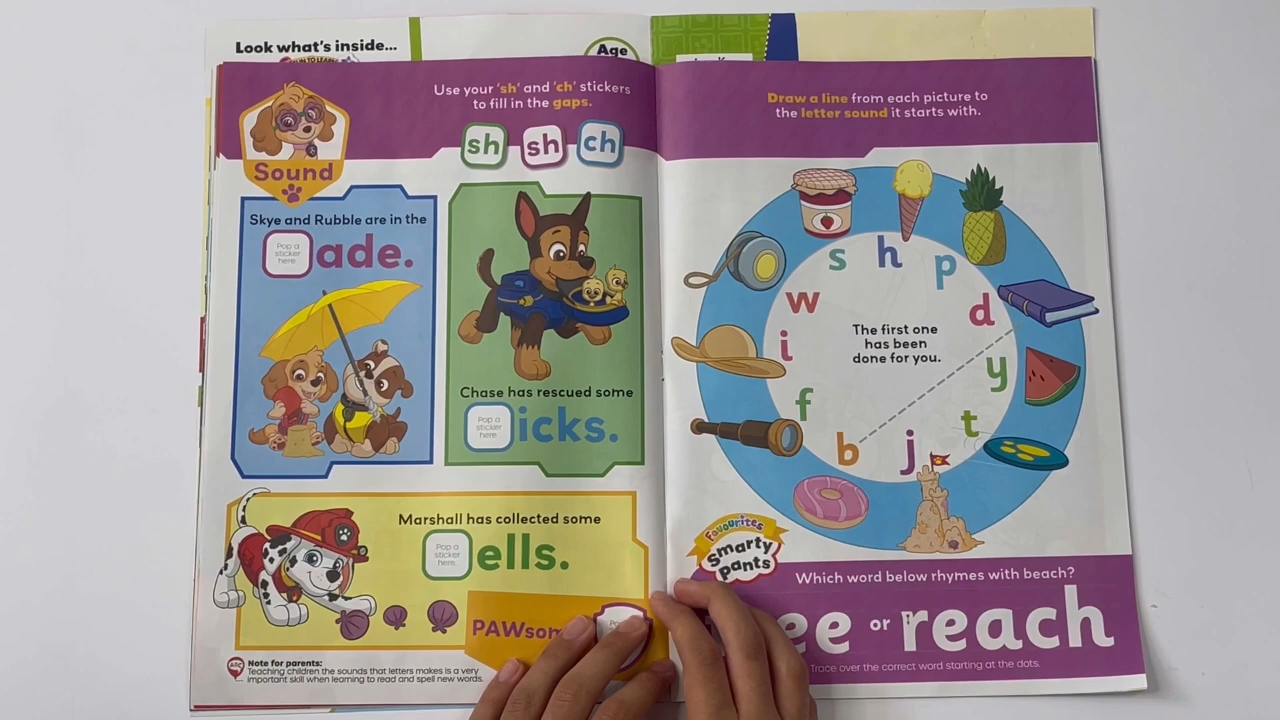 Look what's inside...
Age
Use your 'sh' and 'ch' stickers
to fill in the gaps.
sh sh ch
Sound
Skye and Rubble are in the
Pop a
sticker
here.
ade.
Chase has rescued some
Pop a
sticker
here
icks.
Marshall has collected some
Pop a
sticker
here.
ells.
ABC
Note for parents:
Teaching children the sounds that letters makes is a very
important skill when learning to read and spell new words.
Draw a line from each picture to
the letter sound it starts with.
s h p
w d
i y
f t
b j
The first one
has been
done for you.
Favourites
Smarty
pants
Which word below rhymes with beach?
or reach
Trace over the correct word starting at the dots.